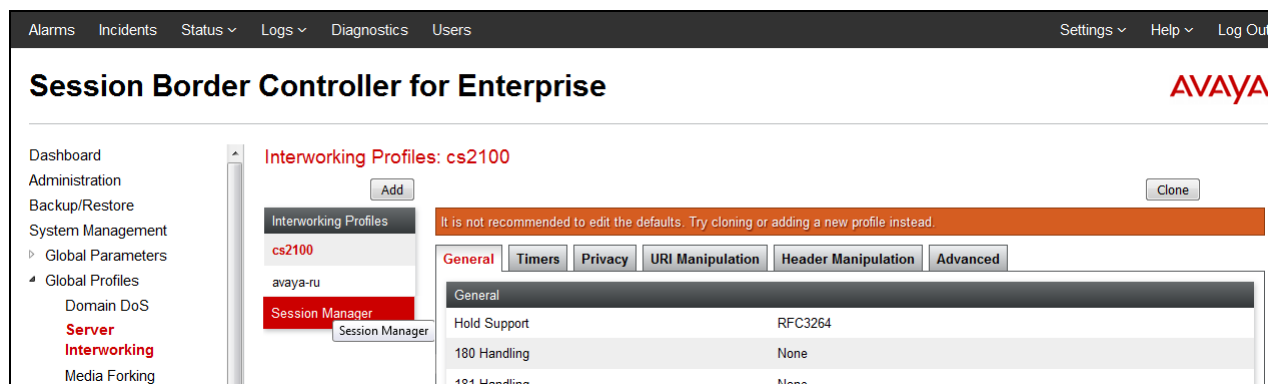 Alarms Incidents Status Logs Diagnostics Users Settings Help Log Out
Session Border Controller for Enterprise
AVAYA
Dashboard
Administration
Backup/Restore
System Management
Global Parameters
Global Profiles
Domain DoS
Server
Interworking
Media Forking
Interworking Profiles: cs2100
Add
Clone
Interworking Profiles
cs2100
avaya-ru
Session Manager
Session Manager
It is not recommended to edit the defaults. Try cloning or adding a new profile instead.
General Timers Privacy URI Manipulation Header Manipulation Advanced
General
Hold Support RFC3264
180 Handling None
181 Handling None